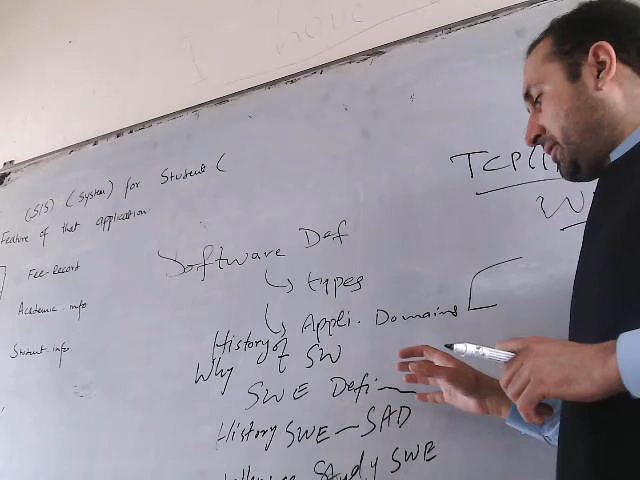 I have
(SIS) (System) for Student (
Feature of that application.
Fee-Record
Academic info
Student info.
TCP(I
W
Software Def
↳ types
↳ Appli. Domains
History of SW
Why
SWE Defi
History SWE - SAD
Study SWE